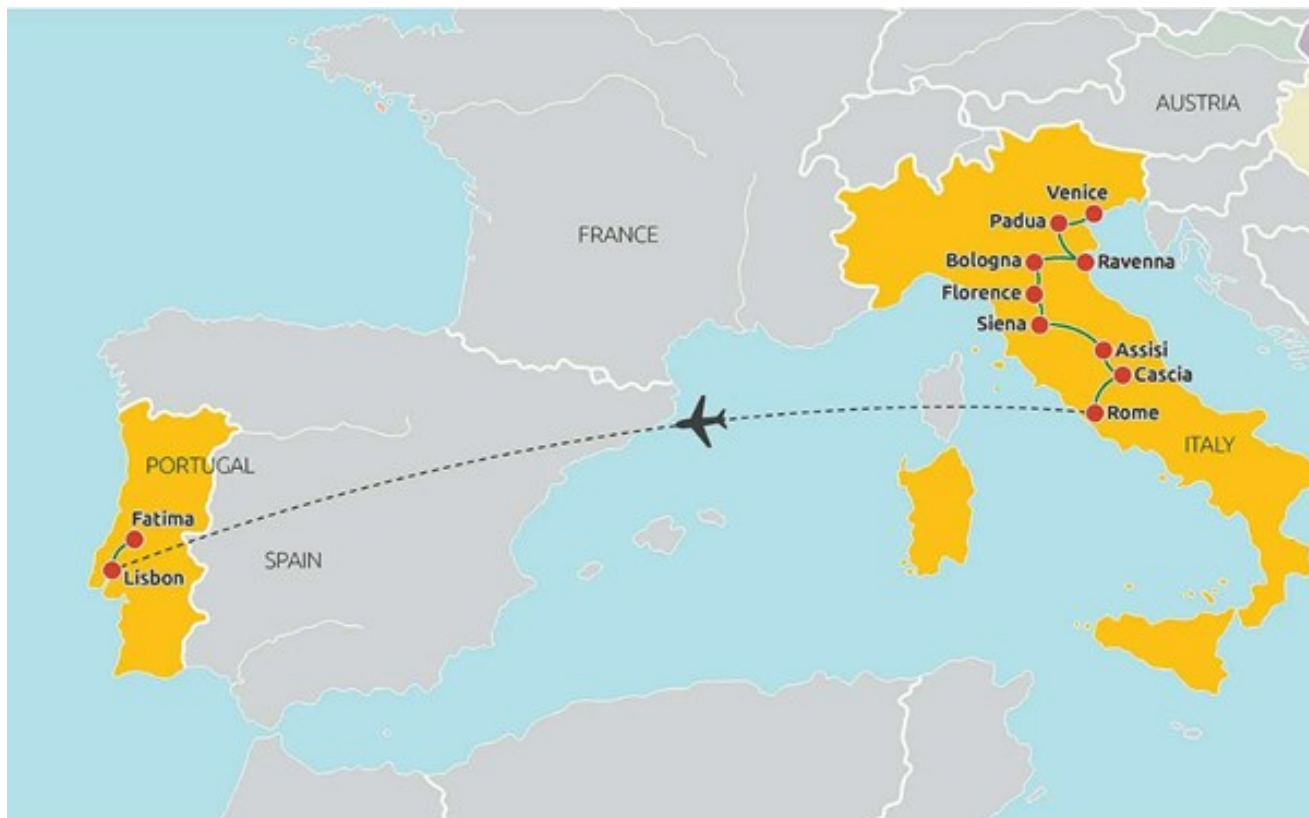 AUSTRIA
Venice
Padua
FRANCE
Bologna
Ravenna
Florence
Siena
Assisi
Cascia
Rome
ITALY
PORTUGAL
Fatima
SPAIN
Lisbon